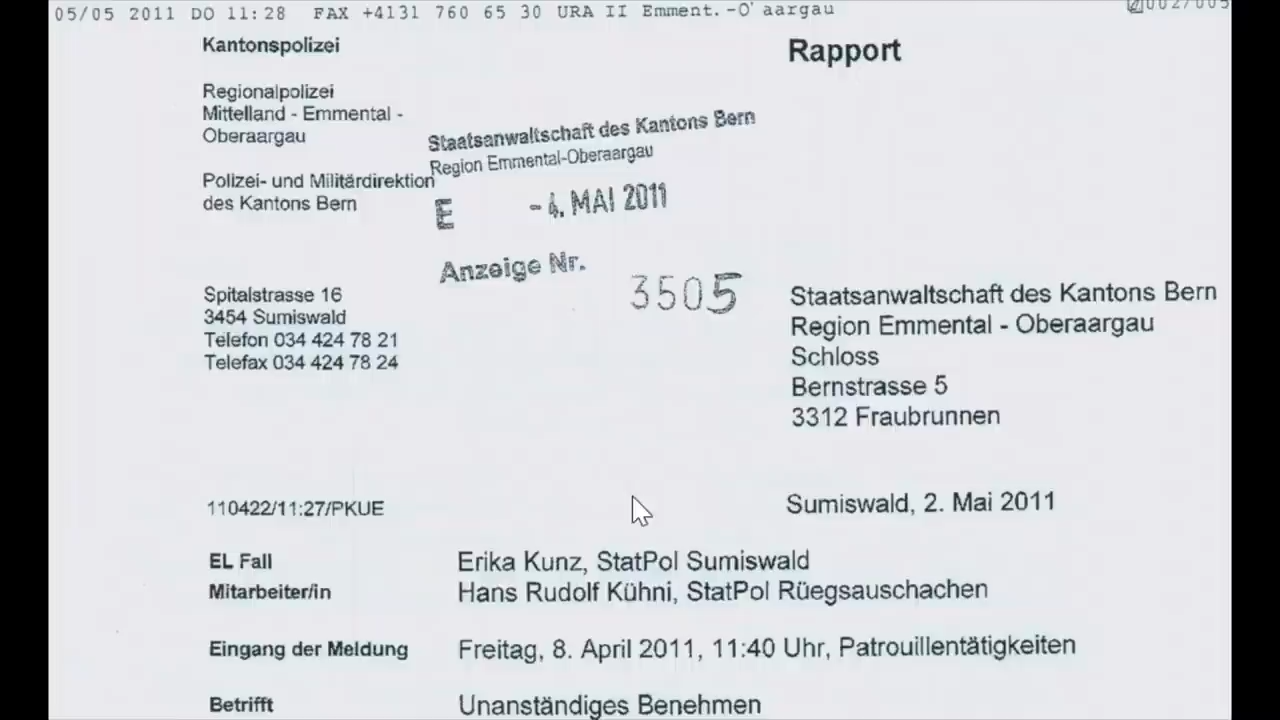 05/05 2011 DO 11:28 FAX +4131 760 65 30 URA II Emment.-O'aargau 002/005
Kantonspolizei
Rapport
Regionalpolizei
Mittelland - Emmental -
Oberaargau
Staatsanwaltschaft des Kantons Bern
Region Emmental-Oberaargau
Polizei- und Militärdirektion
des Kantons Bern
E - 4. MAI 2011
Anzeige Nr.
3505
Spitalstrasse 16
3454 Sumiswald
Telefon 034 424 78 21
Telefax 034 424 78 24
Staatsanwaltschaft des Kantons Bern
Region Emmental - Oberaargau
Schloss
Bernstrasse 5
3312 Fraubrunnen
110422/11:27/PKUE
Sumiswald, 2. Mai 2011
EL Fall Erika Kunz, StatPol Sumiswald
Mitarbeiter/in Hans Rudolf Kühni, StatPol Rüegsauschachen
Eingang der Meldung Freitag, 8. April 2011, 11:40 Uhr, Patrouillentätigkeiten
Betrifft Unanständiges Benehmen